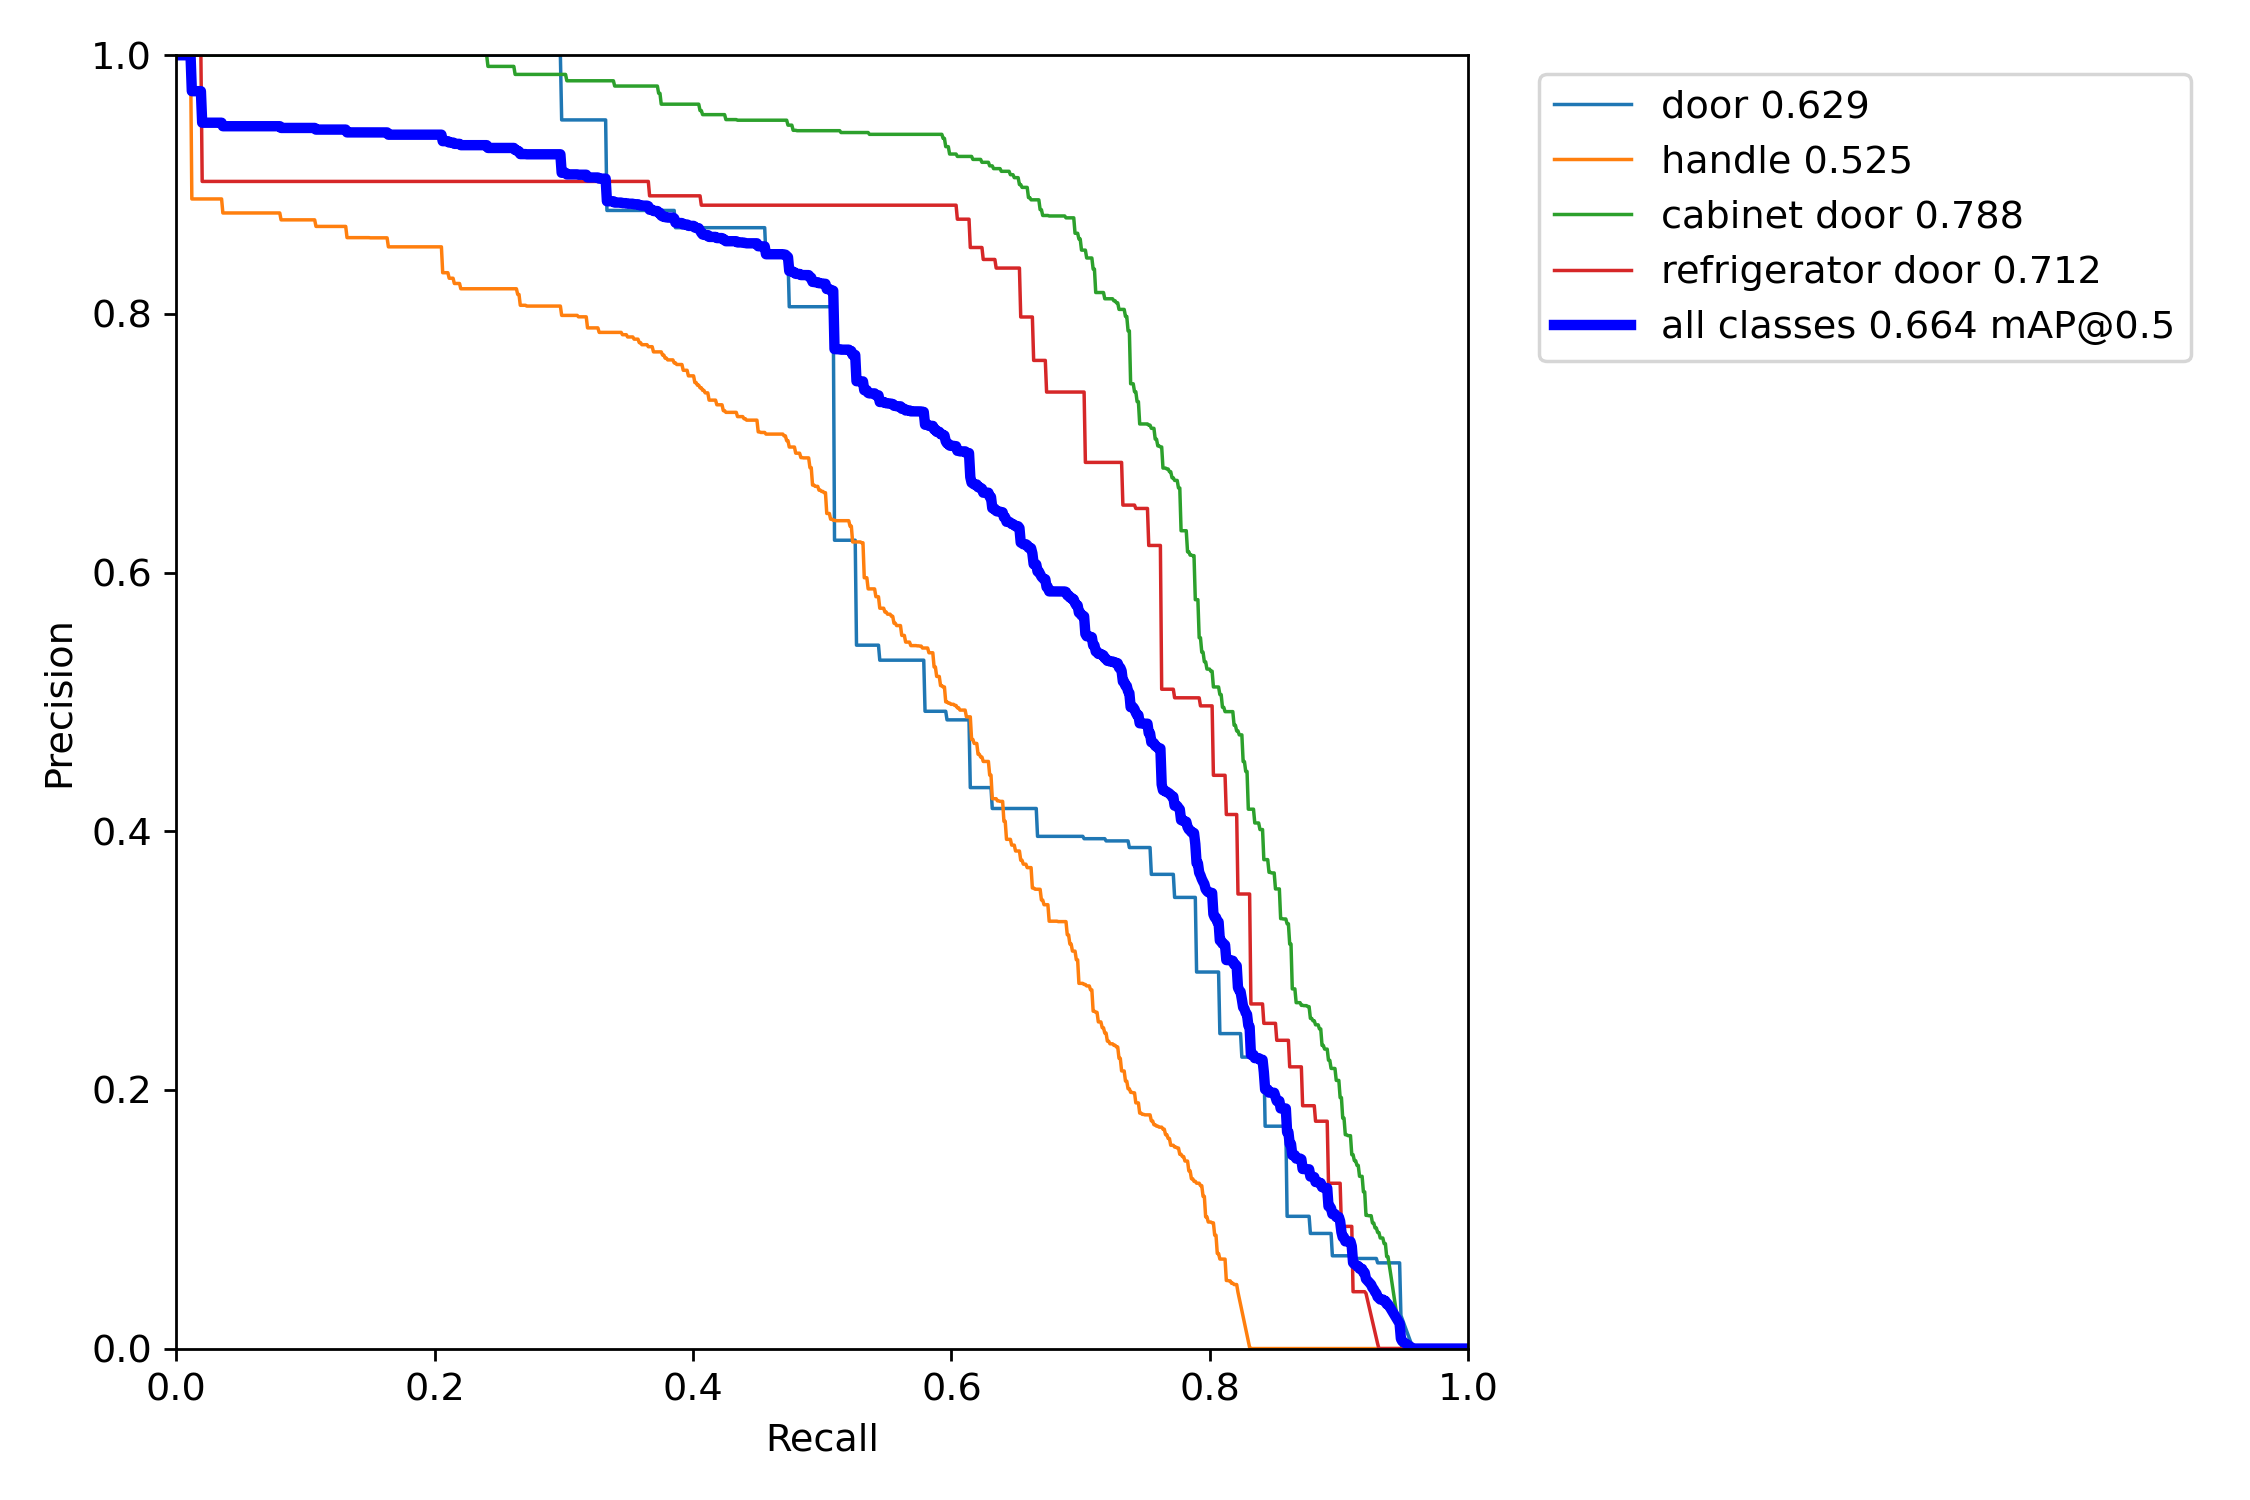 1.0
0.8
0.6
0.4
0.2
0.0
Precision
0.0 0.2 0.4 0.6 0.8 1.0
Recall
door 0.629
handle 0.525
cabinet door 0.788
refrigerator door 0.712
all classes 0.664 mAP@0.5